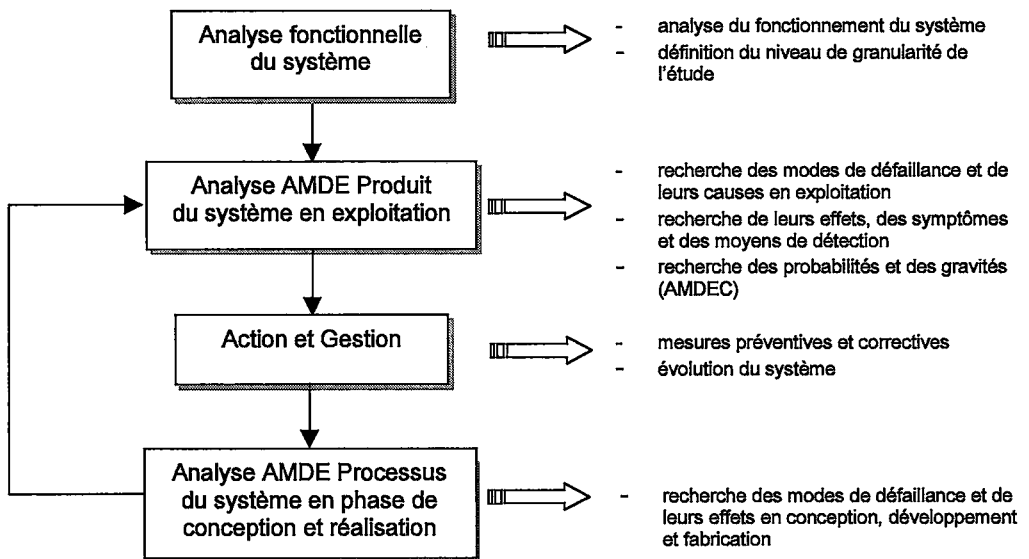 Analyse fonctionnelle
du système
- analyse du fonctionnement du système
- définition du niveau de granularité de
l'étude
Analyse AMDE Produit
du système en exploitation
- recherche des modes de défaillance et de
leurs causes en exploitation
- recherche de leurs effets, des symptômes
et des moyens de détection
- recherche des probabilités et des gravités
(AMDEC)
Action et Gestion
- mesures préventives et correctives
- évolution du système
Analyse AMDE Processus
du système en phase de
conception et réalisation
- recherche des modes de défaillance et de
leurs effets en conception, développement
et fabrication